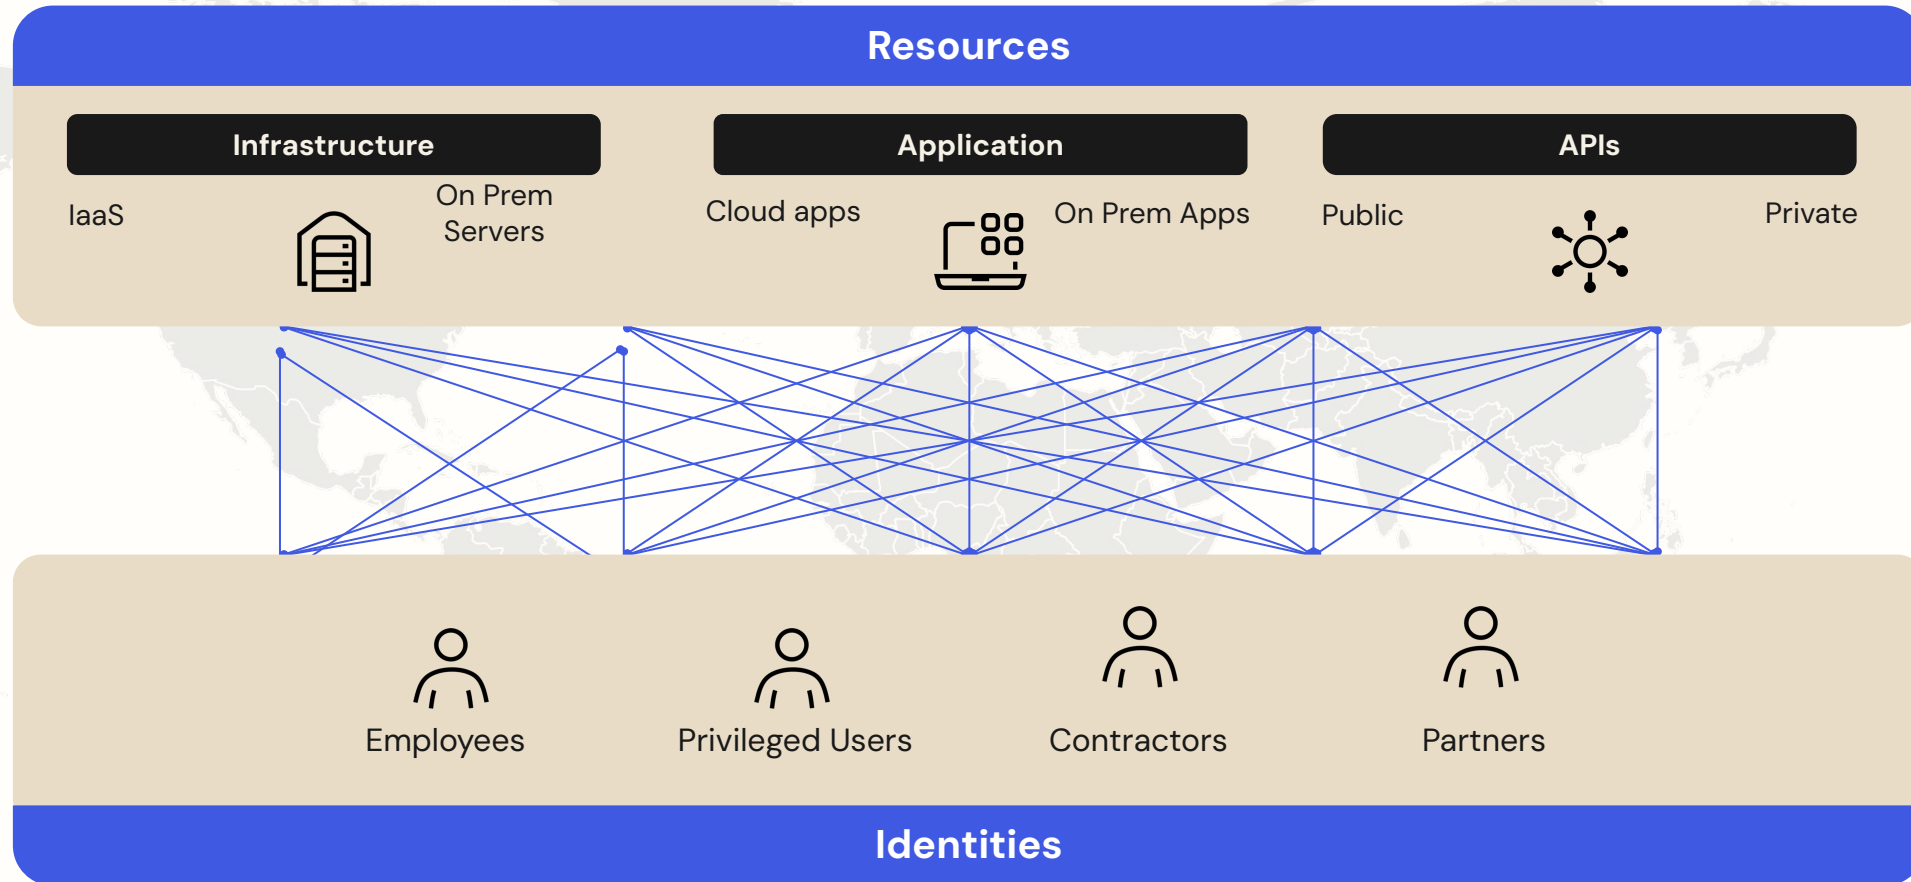 Resources
Infrastructure
IaaS
On Prem
Servers
Application
Cloud apps
On Prem Apps
APIs
Public
Private
Employees
Privileged Users
Contractors
Partners
Identities